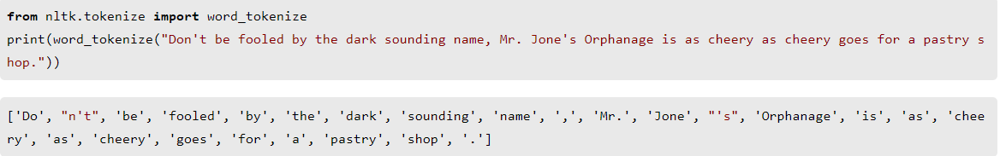 from nltk.tokenize import word_tokenize
print(word_tokenize("Don't be fooled by the dark sounding name, Mr. Jone's Orphanage is as cheery as cheery goes for a pastry s
hop."))
['Do', "n't", 'be', 'fooled', 'by', 'the', 'dark', 'sounding', 'name', ',', 'Mr.', 'Jone', "'s", 'Orphanage', 'is', 'as', 'chee
ry', 'as', 'cheery', 'goes', 'for', 'a', 'pastry', 'shop', '.']